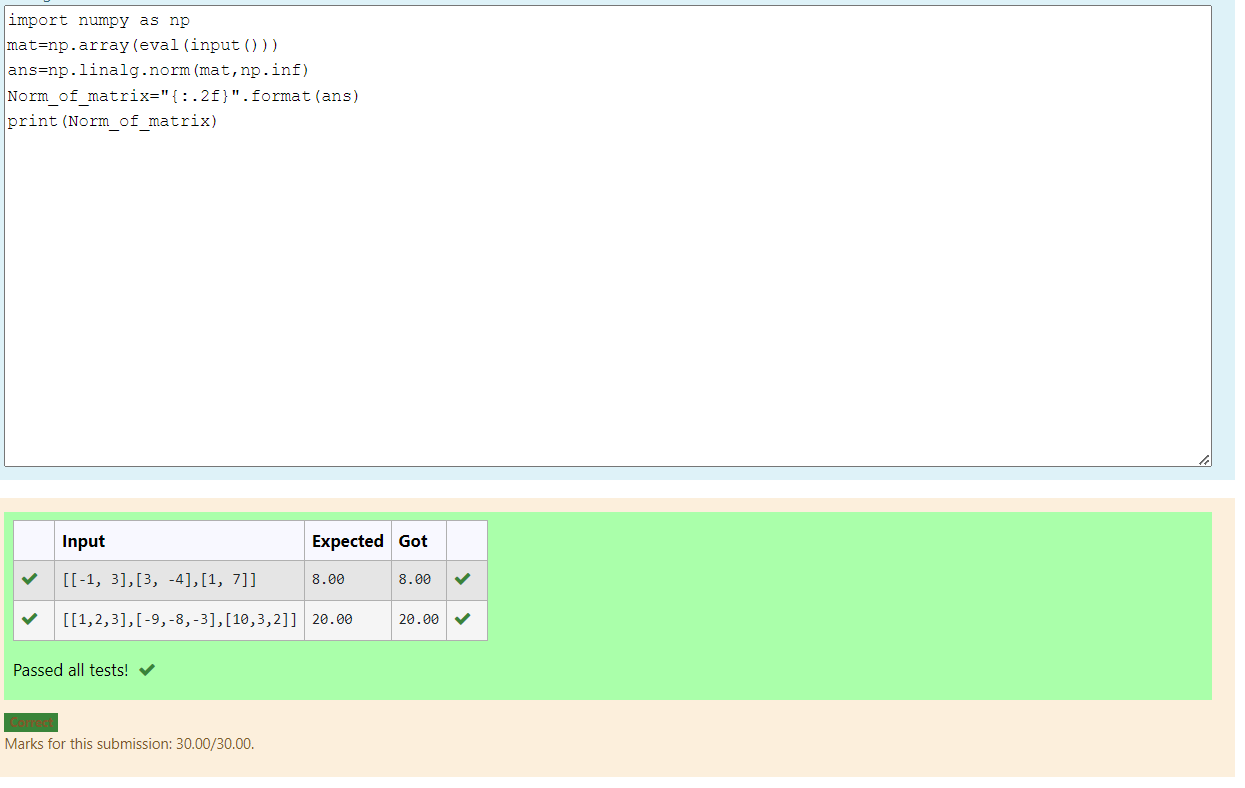 import numpy as np
mat=np.array(eval(input()))
ans=np.linalg.norm(mat,np.inf)
Norm_of_matrix="{:.2f}".format(ans)
print(Norm_of_matrix)
Input Expected Got
[[-1, 3],[3, -4],[1, 7]] 8.00 8.00
[[1,2,3],[-9,-8,-3],[10,3,2]] 20.00 20.00
Passed all tests!
Correct
Marks for this submission: 30.00/30.00.